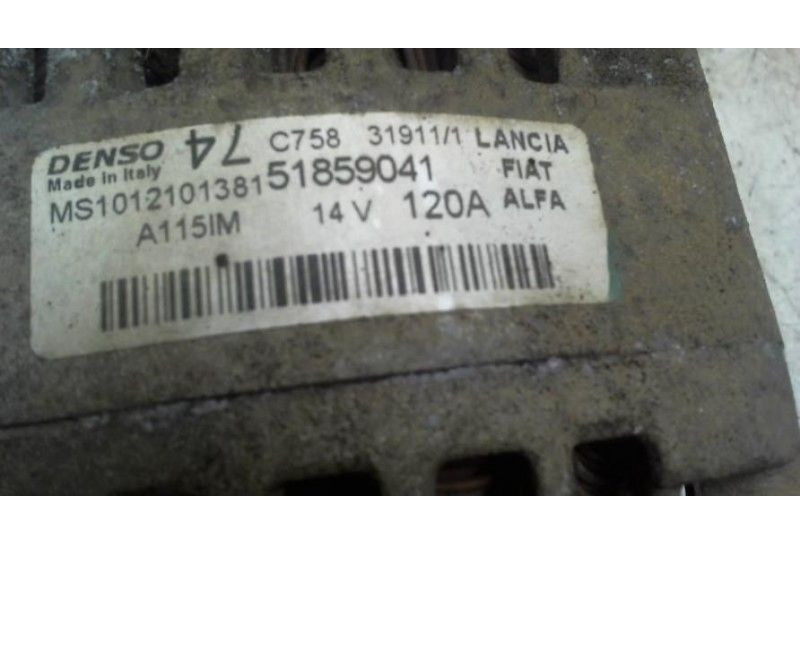 DENSO 74 C758 31911/1 LANCIA
Made in Italy FIAT
MS1012101381 51859041 ALFA
A115IM 14 V 120A